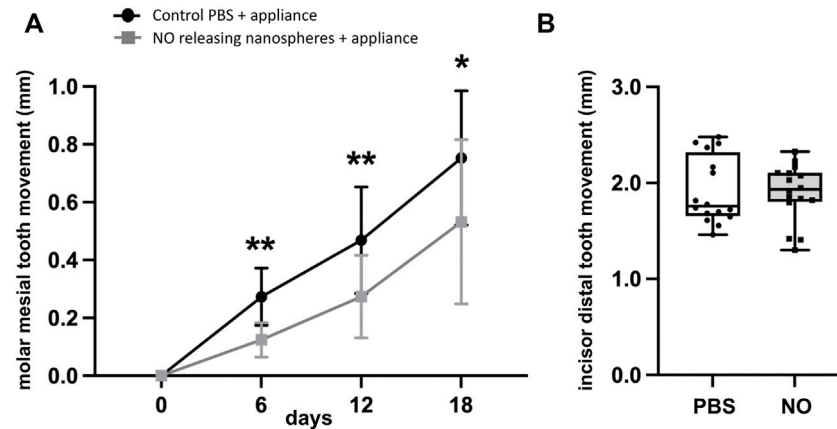 A
Control PBS + appliance
NO releasing nanospheres + appliance
molar mesial tooth movement (mm)
1.0
0.8
0.6
0.4
0.2
0.0
**
**
*
0
6
12
18
days
B
incisor distal tooth movement (mm)
3.0
2.0
1.0
0.0
PBS
NO